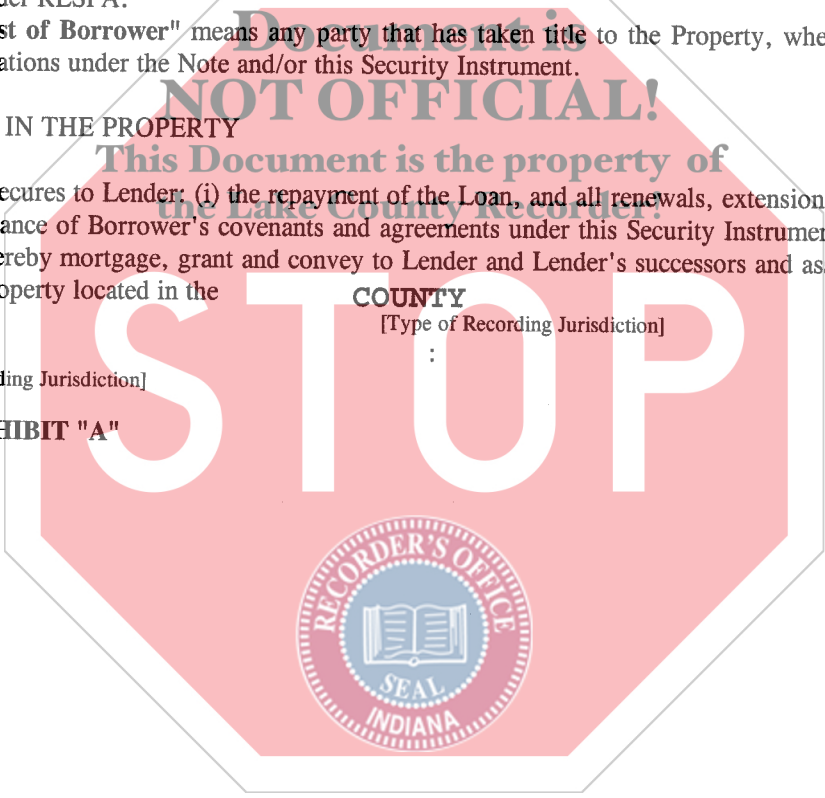 der RESPA.
Document is
st of Borrower" means any party that has taken title to the Property, whe
ations under the Note and/or this Security Instrument.
NOT OFFICIAL!
IN THE PROPERTY
This Document is the property of
ecures to Lender: (i) the repayment of the Loan, and all renewals, extension
the Lake County Recorder!
ance of Borrower's covenants and agreements under this Security Instrumen
ereby mortgage, grant and convey to Lender and Lender's successors and as
operty located in the COUNTY
[Type of Recording Jurisdiction]
:
ding Jurisdiction]
HIBIT "A"
STOP
RECORDER'S OFFICE
SEAL
INDIANA